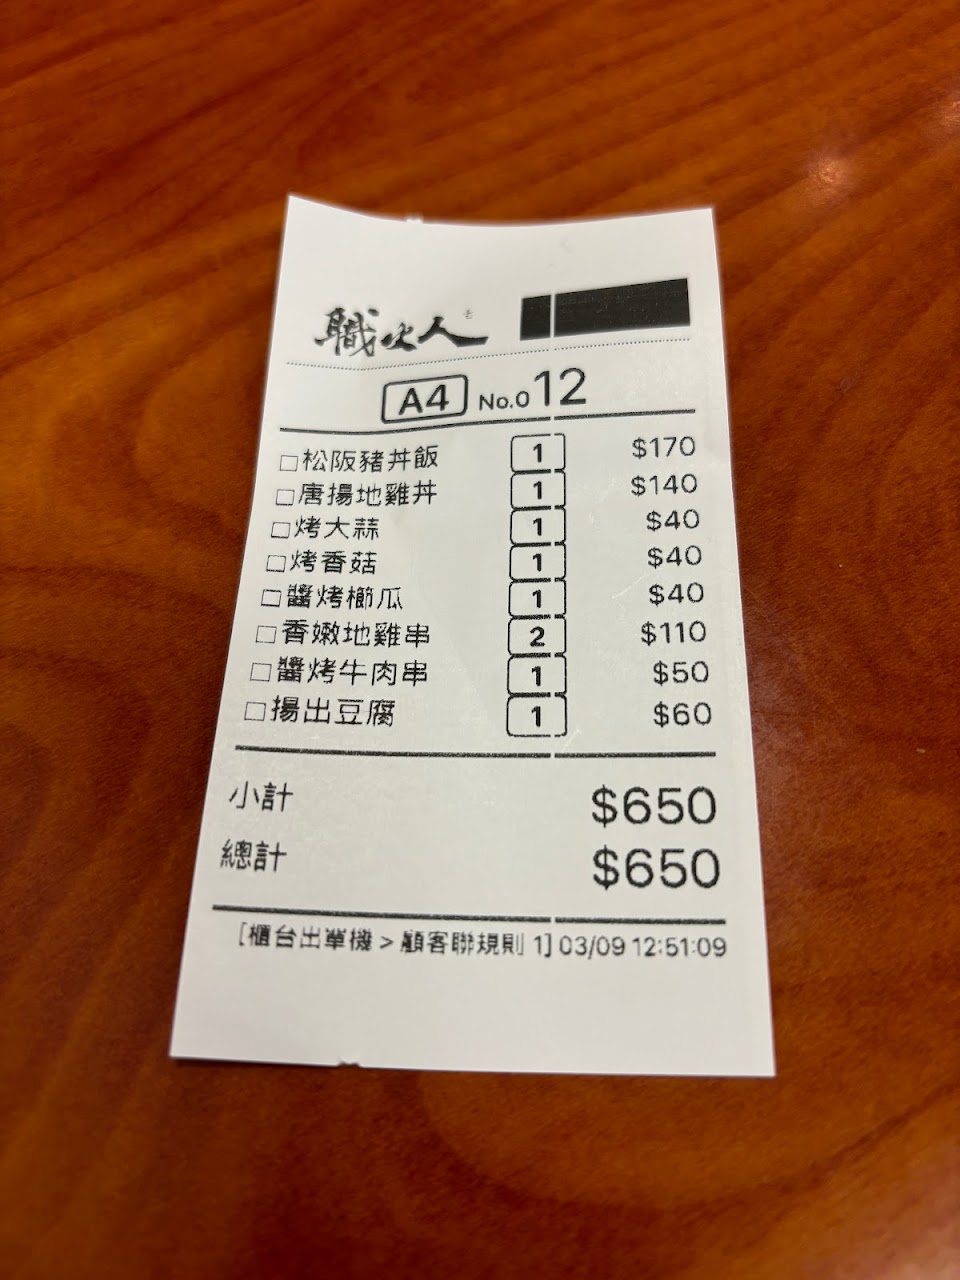 職火人
A4 No.012
□松阪豬丼飯 1 $170
□唐揚地雞丼 1 $140
□烤大蒜 1 $40
□烤香菇 1 $40
□醬烤櫛瓜 1 $40
□香嫩地雞串 2 $110
□醬烤牛肉串 1 $50
□揚出豆腐 1 $60
小計 $650
總計 $650
[櫃台出單機 > 顧客聯規則 1] 03/09 12:51:09